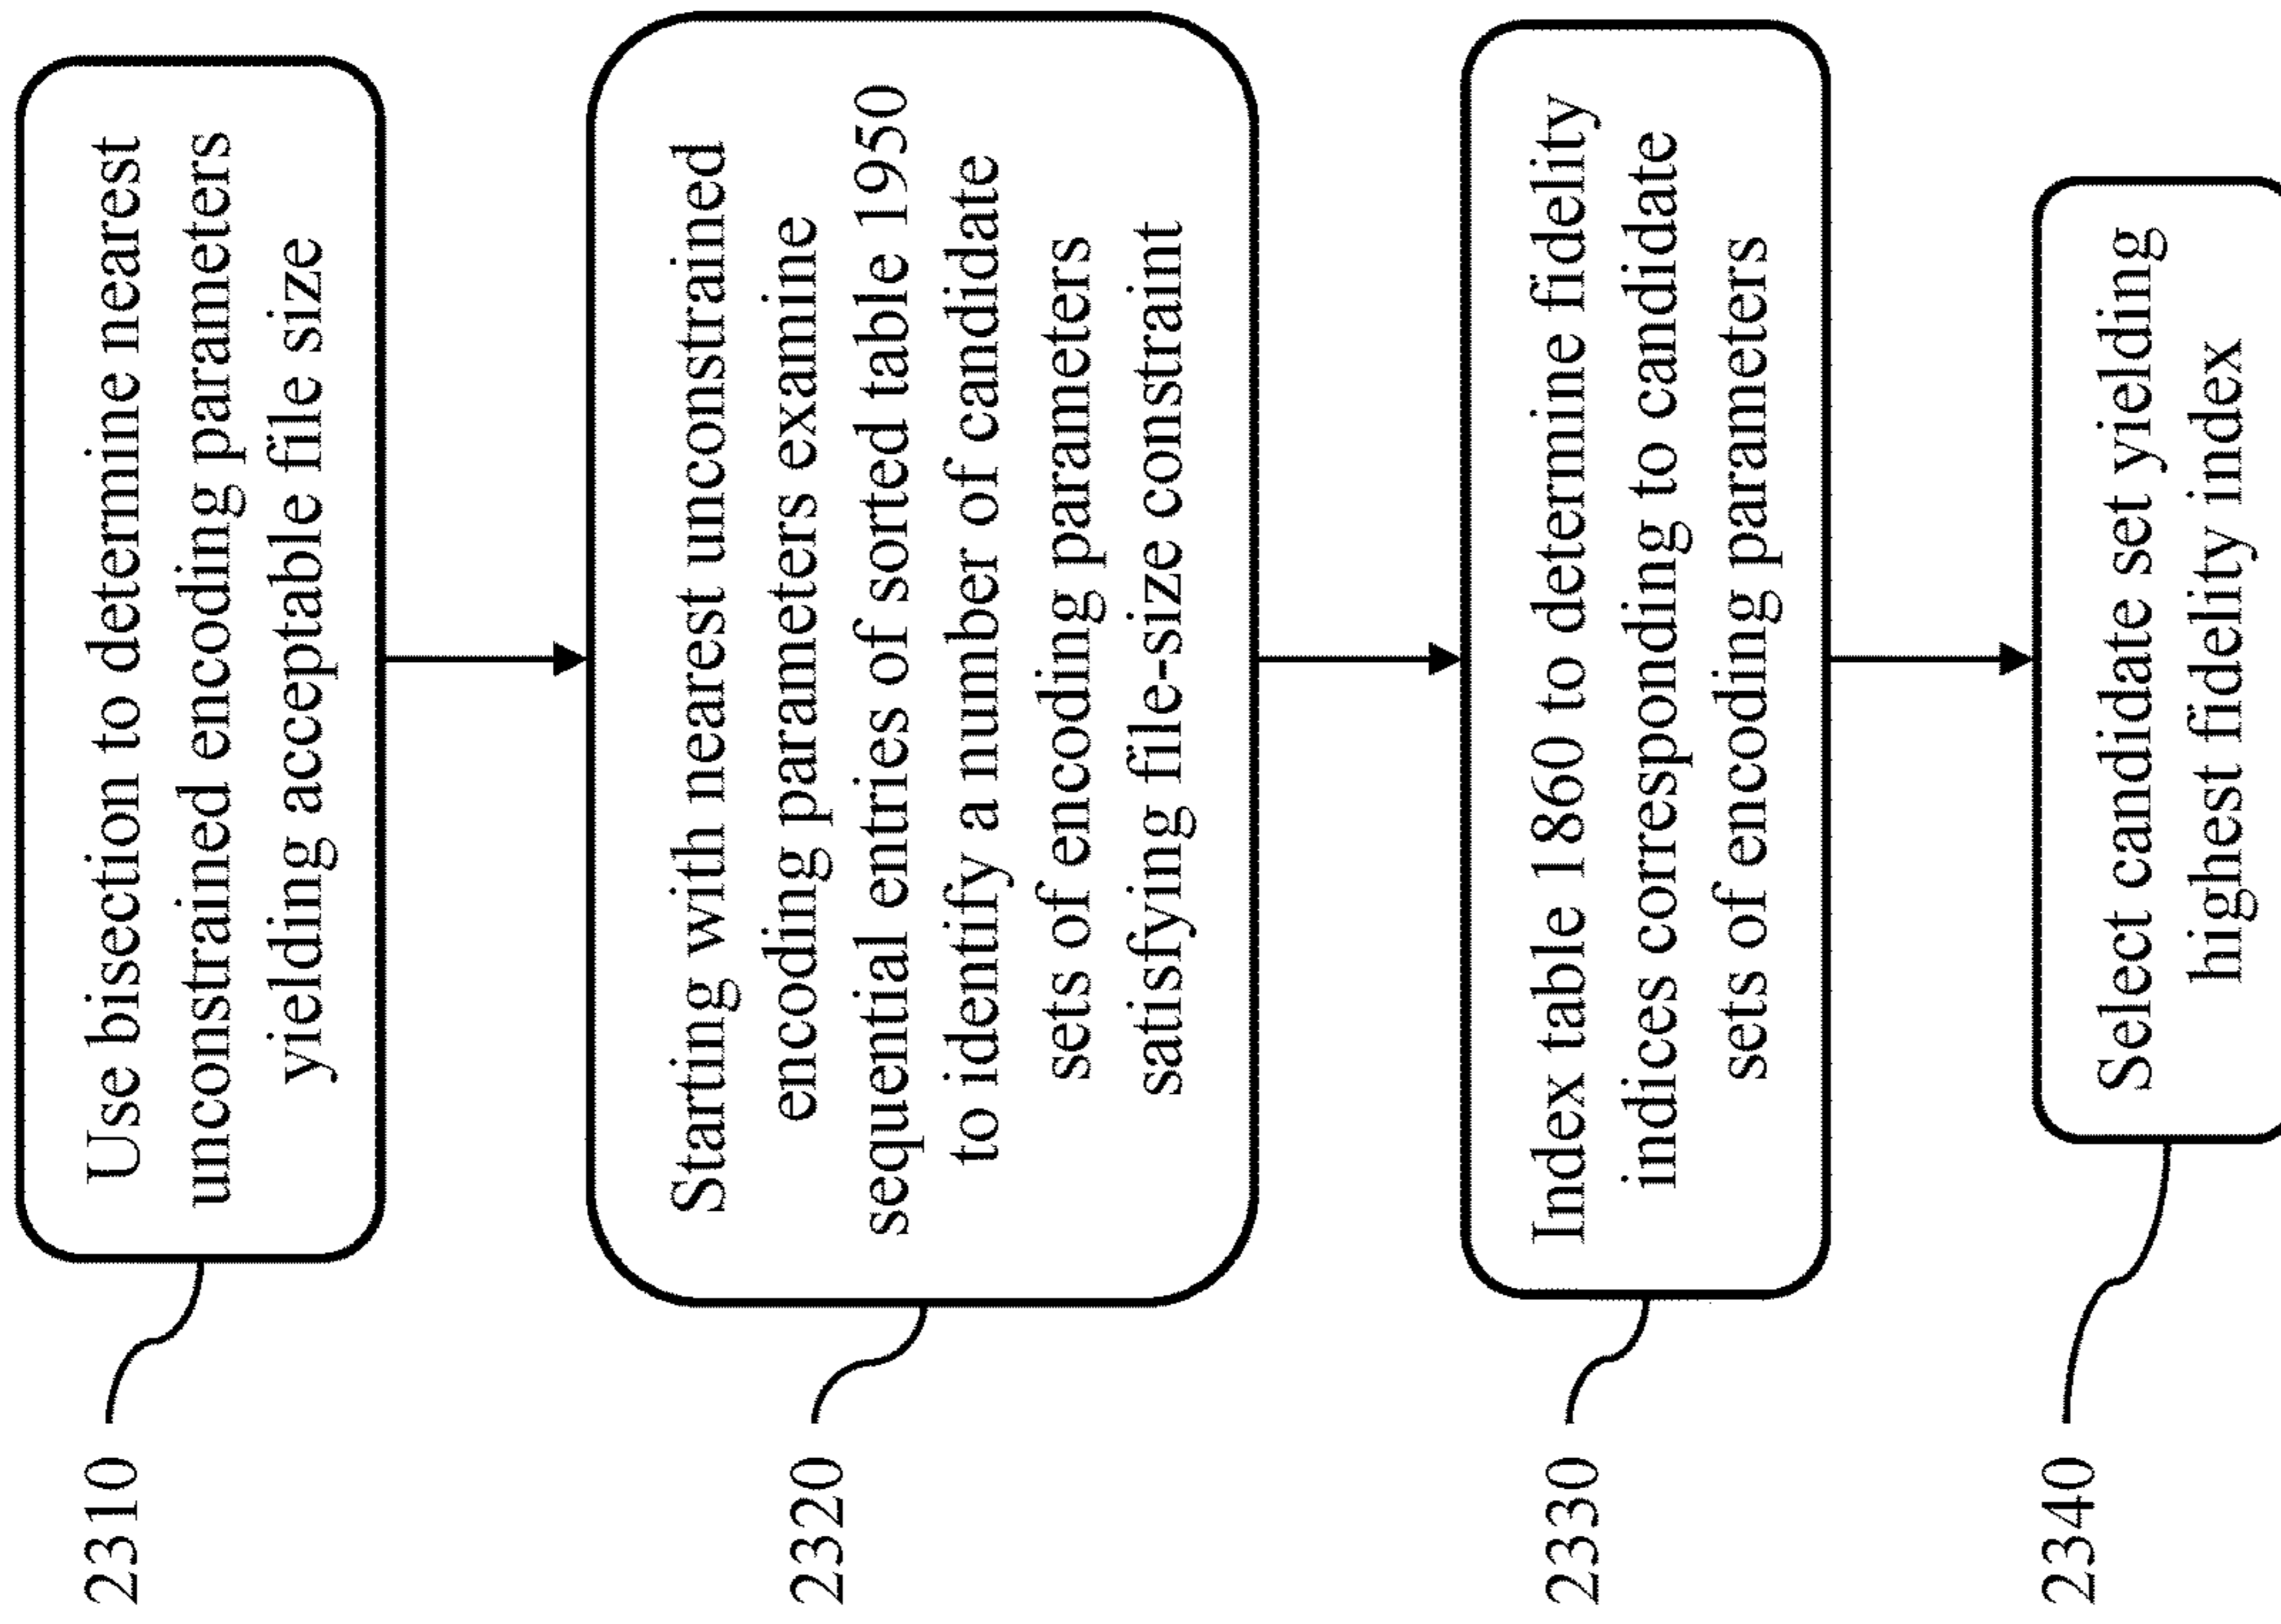 2310
Use bisection to determine nearest
unconstrained encoding parameters
yielding acceptable file size
2320
Starting with nearest unconstrained
encoding parameters examine
sequential entries of sorted table 1950
to identify a number of candidate
sets of encoding parameters
satisfying file-size constraint
2330
Index table 1860 to determine fidelity
indices corresponding to candidate
sets of encoding parameters
2340
Select candidate set yielding
highest fidelity index